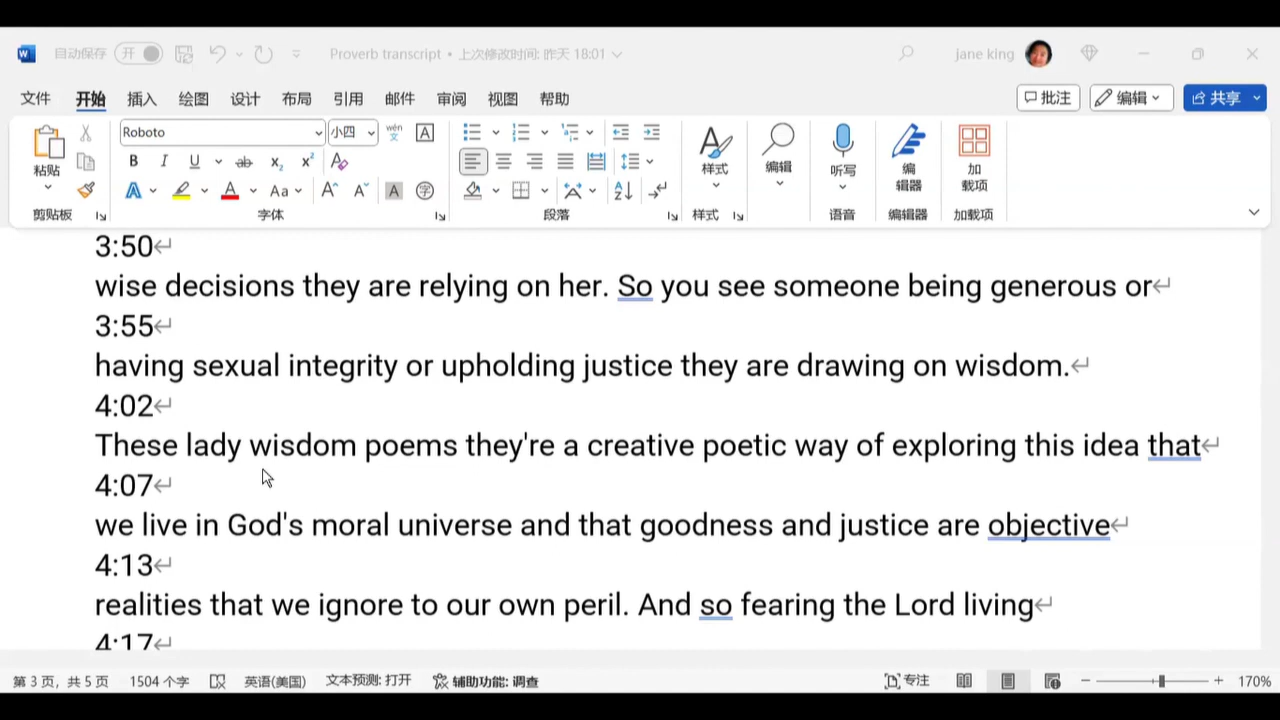 自动保存 开 Proverb transcript • 上次修改时间: 昨天 18:01 jane king
文件 开始 插入 绘图 设计 布局 引用 邮件 审阅 视图 帮助 批注 编辑 共享
Roboto 小四 wén 文 A
粘贴 B I U ab x₂ x² A 样式 编辑 听写 编辑器 加载项
A A Aa A A A 字
剪贴板 字体 段落 样式 语音 编辑器 加载项
3:50
wise decisions they are relying on her. So you see someone being generous or
3:55
having sexual integrity or upholding justice they are drawing on wisdom.
4:02
These lady wisdom poems they're a creative poetic way of exploring this idea that
4:07
we live in God's moral universe and that goodness and justice are objective
4:13
realities that we ignore to our own peril. And so fearing the Lord living
4:17
第 3 页, 共 5 页 1504 个字 英语(美国) 文本预测: 打开 辅助功能: 调查 专注 170%